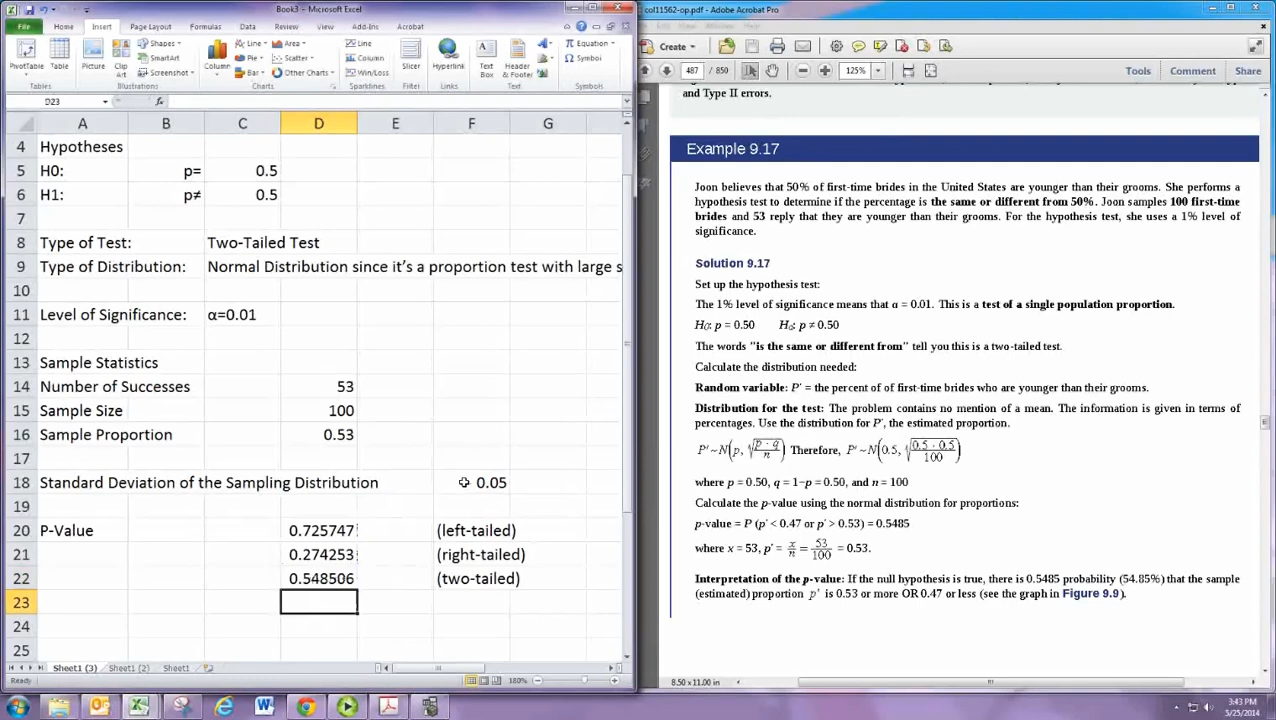 Book3 - Microsoft Excel
File Home Insert Page Layout Formulas Data Review View Add-Ins Acrobat
PivotTable Table Picture Clip Art Shapes SmartArt Screenshot Column Line Pie Bar Area Scatter Other Charts Line Column Win/Loss Slicer Hyperlink Text Box Header & Footer Equation Symbol
Tables Illustrations Charts Sparklines Filter Links Text Symbols
D23 fx
A B C D E F G
4 Hypotheses
5 H0: p= 0.5
6 H1: p≠ 0.5
7
8 Type of Test: Two-Tailed Test
9 Type of Distribution: Normal Distribution since it's a proportion test with large s
10
11 Level of Significance: α=0.01
12
13 Sample Statistics
14 Number of Successes 53
15 Sample Size 100
16 Sample Proportion 0.53
17
18 Standard Deviation of the Sampling Distribution 0.05
19
20 P-Value 0.725747 (left-tailed)
21 0.274253 (right-tailed)
22 0.548506 (two-tailed)
23
24
25
Sheet1 (3) Sheet1 (2) Sheet1
180%
col11562-op.pdf - Adobe Acrobat Pro
Create
487 / 850 125% Tools Comment Share
and Type II errors.
Example 9.17
Joon believes that 50% of first-time brides in the United States are younger than their grooms. She performs a
hypothesis test to determine if the percentage is the same or different from 50%. Joon samples 100 first-time
brides and 53 reply that they are younger than their grooms. For the hypothesis test, she uses a 1% level of
significance.
Solution 9.17
Set up the hypothesis test:
The 1% level of significance means that α = 0.01. This is a test of a single population proportion.
H₀: p = 0.50 Hₐ: p ≠ 0.50
The words "is the same or different from" tell you this is a two-tailed test.
Calculate the distribution needed:
Random variable: P′ = the percent of of first-time brides who are younger than their grooms.
Distribution for the test: The problem contains no mention of a mean. The information is given in terms of
percentages. Use the distribution for P′, the estimated proportion.
P′ ~ N(p, √(p · q / n)) Therefore, P′ ~ N(0.5, √(0.5 · 0.5 / 100))
where p = 0.50, q = 1−p = 0.50, and n = 100
Calculate the p-value using the normal distribution for proportions:
p-value = P (p′ < 0.47 or p′ > 0.53) = 0.5485
where x = 53, p′ = x/n = 53/100 = 0.53.
Interpretation of the p-value: If the null hypothesis is true, there is 0.5485 probability (54.85%) that the sample
(estimated) proportion p′ is 0.53 or more OR 0.47 or less (see the graph in Figure 9.9).
8.50 x 11.00 in
3:43 PM
5/25/2014